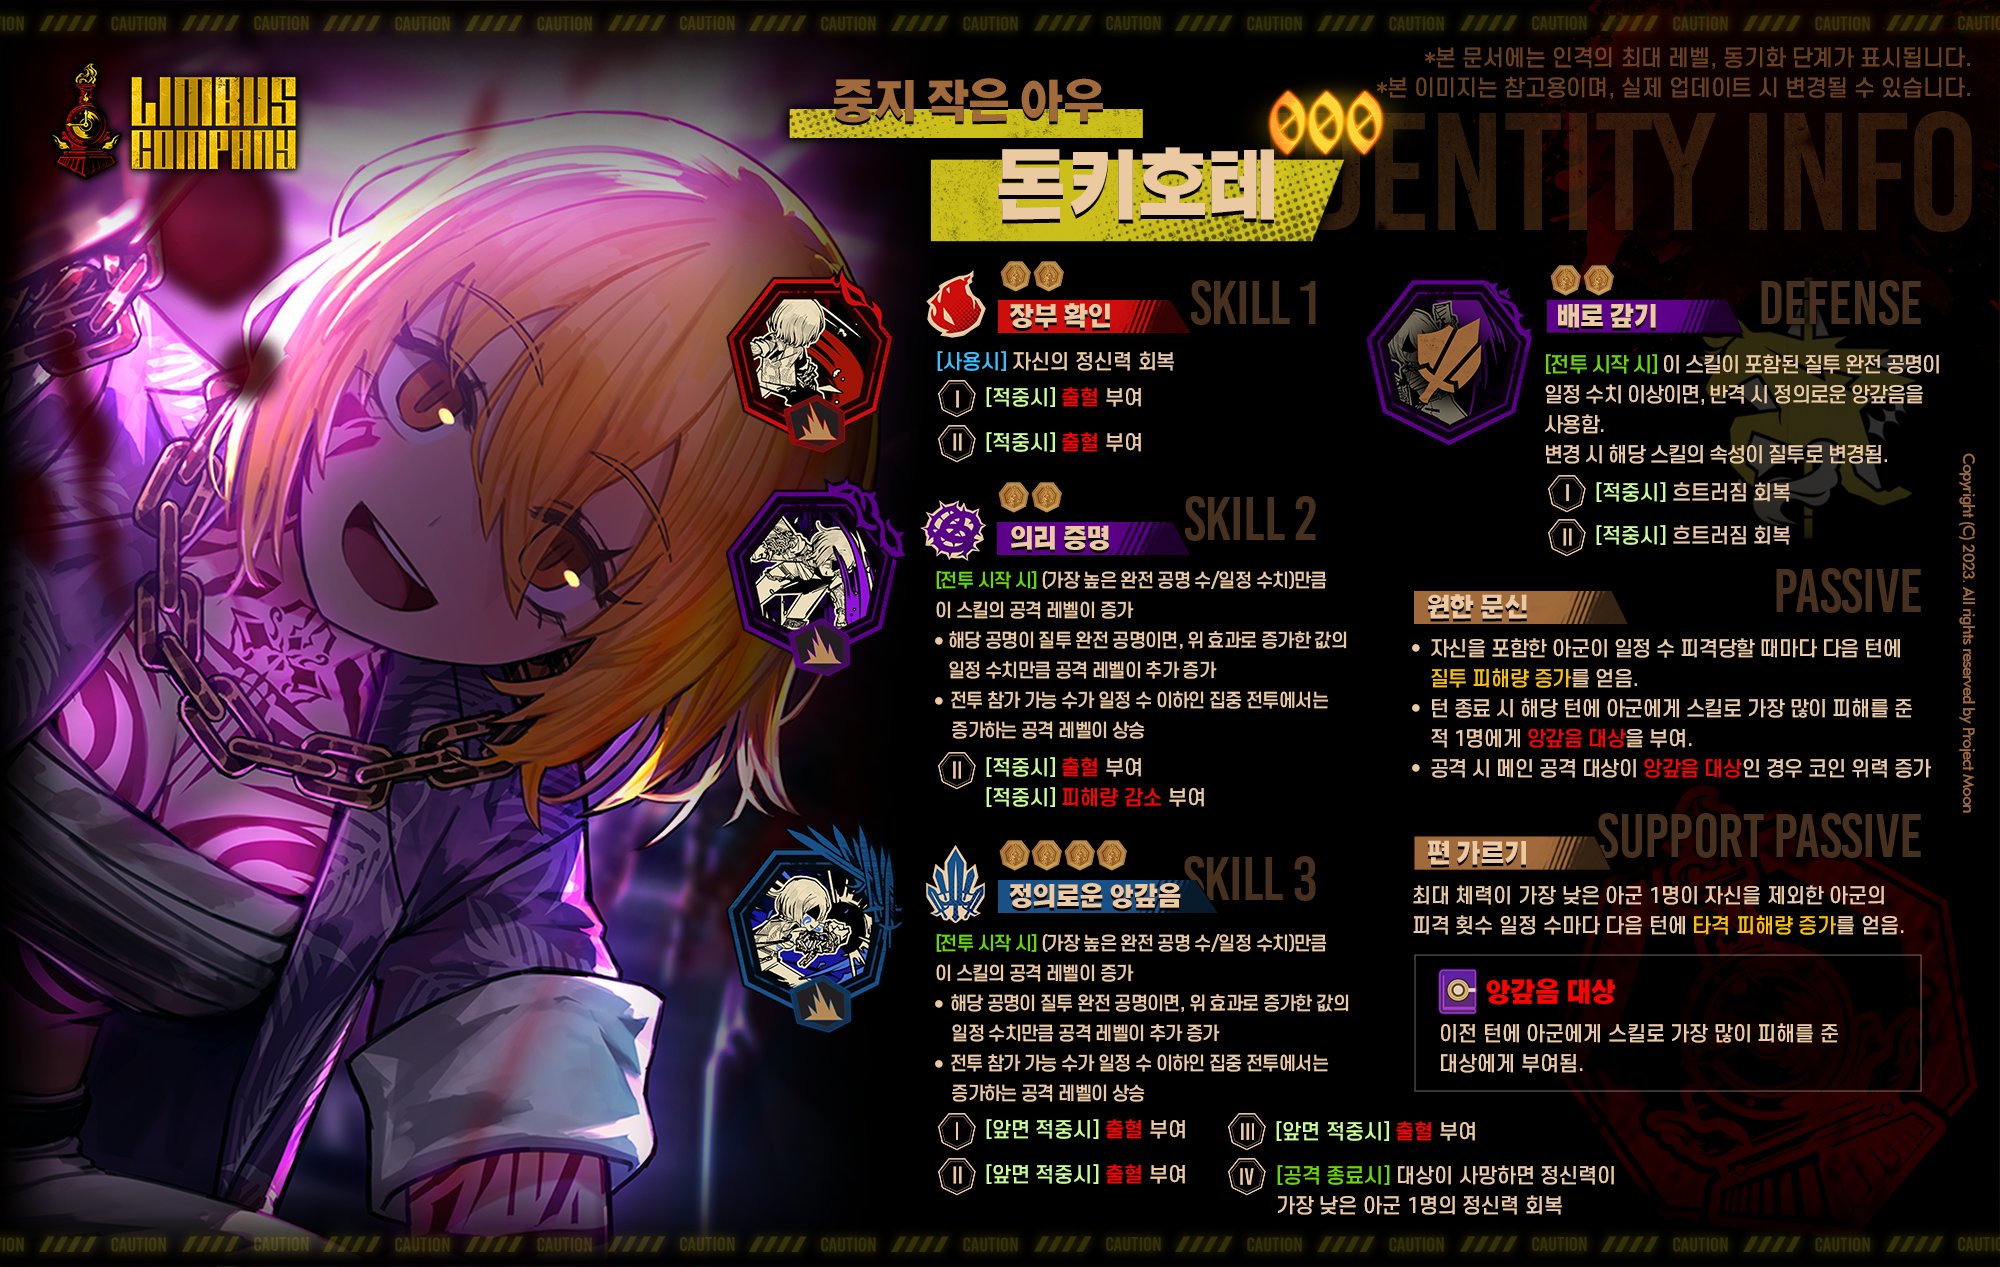 CAUTION CAUTION CAUTION CAUTION CAUTION CAUTION CAUTION CAUTION CAUTION CAUTION CAUTION CAUTION CAUTION
LIMBUS
COMPANY
*본 문서에는 인격의 최대 레벨, 동기화 단계가 표시됩니다.
*본 이미지는 참고용이며, 실제 업데이트 시 변경될 수 있습니다.
IDENTITY INFO
중지 작은 아우
000
돈키호테
SKILL 1
장부 확인
[사용시] 자신의 정신력 회복
I [적중시] 출혈 부여
II [적중시] 출혈 부여
SKILL 2
의리 증명
[전투 시작 시] (가장 높은 완전 공명 수/일정 수치)만큼
이 스킬의 공격 레벨이 증가
• 해당 공명이 질투 완전 공명이면, 위 효과로 증가한 값의
일정 수치만큼 공격 레벨이 추가 증가
• 전투 참가 가능 수가 일정 수 이하인 집중 전투에서는
증가하는 공격 레벨이 상승
II [적중시] 출혈 부여
[적중시] 피해량 감소 부여
SKILL 3
정의로운 앙갚음
[전투 시작 시] (가장 높은 완전 공명 수/일정 수치)만큼
이 스킬의 공격 레벨이 증가
• 해당 공명이 질투 완전 공명이면, 위 효과로 증가한 값의
일정 수치만큼 공격 레벨이 추가 증가
• 전투 참가 가능 수가 일정 수 이하인 집중 전투에서는
증가하는 공격 레벨이 상승
I [앞면 적중시] 출혈 부여
II [앞면 적중시] 출혈 부여
III [앞면 적중시] 출혈 부여
IV [공격 종료시] 대상이 사망하면 정신력이
가장 낮은 아군 1명의 정신력 회복
DEFENSE
배로 갚기
[전투 시작 시] 이 스킬이 포함된 질투 완전 공명이
일정 수치 이상이면, 반격 시 정의로운 앙갚음을
사용함.
변경 시 해당 스킬의 속성이 질투로 변경됨.
I [적중시] 흐트러짐 회복
II [적중시] 흐트러짐 회복
PASSIVE
원한 문신
• 자신을 포함한 아군이 일정 수 피격당할 때마다 다음 턴에
질투 피해량 증가를 얻음.
• 턴 종료 시 해당 턴에 아군에게 스킬로 가장 많이 피해를 준
적 1명에게 앙갚음 대상을 부여.
• 공격 시 메인 공격 대상이 앙갚음 대상인 경우 코인 위력 증가
SUPPORT PASSIVE
편 가르기
최대 체력이 가장 낮은 아군 1명이 자신을 제외한 아군의
피격 횟수 일정 수마다 다음 턴에 타격 피해량 증가를 얻음.
앙갚음 대상
이전 턴에 아군에게 스킬로 가장 많이 피해를 준
대상에게 부여됨.
Copyright (C) 2023. All rights reserved by Project Moon
CAUTION CAUTION CAUTION CAUTION CAUTION CAUTION CAUTION CAUTION CAUTION CAUTION CAUTION CAUTION CAUTION